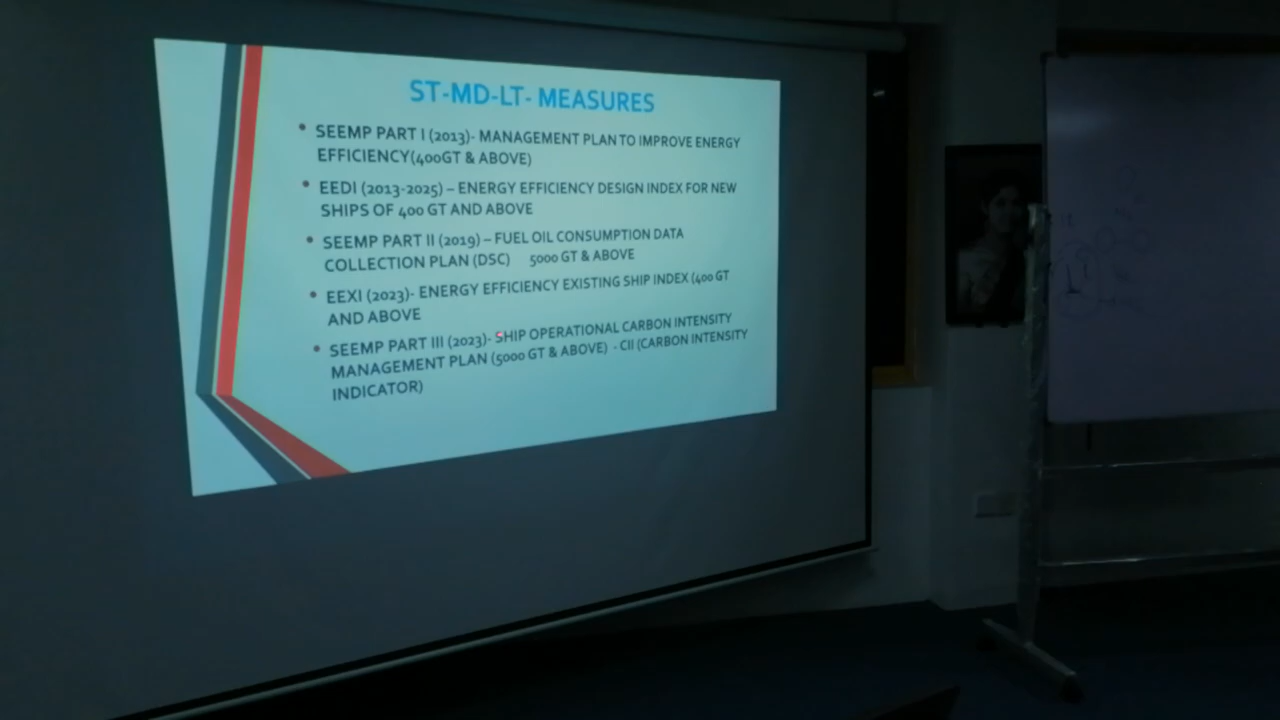 ST-MD-LT- MEASURES
• SEEMP PART I (2013)- MANAGEMENT PLAN TO IMPROVE ENERGY
EFFICIENCY(400GT & ABOVE)
• EEDI (2013-2025) – ENERGY EFFICIENCY DESIGN INDEX FOR NEW
SHIPS OF 400 GT AND ABOVE
• SEEMP PART II (2019) – FUEL OIL CONSUMPTION DATA
COLLECTION PLAN (DSC) 5000 GT & ABOVE
• EEXI (2023)- ENERGY EFFICIENCY EXISTING SHIP INDEX (400 GT
AND ABOVE
• SEEMP PART III (2023)- SHIP OPERATIONAL CARBON INTENSITY
MANAGEMENT PLAN (5000 GT & ABOVE) - CII (CARBON INTENSITY
INDICATOR)